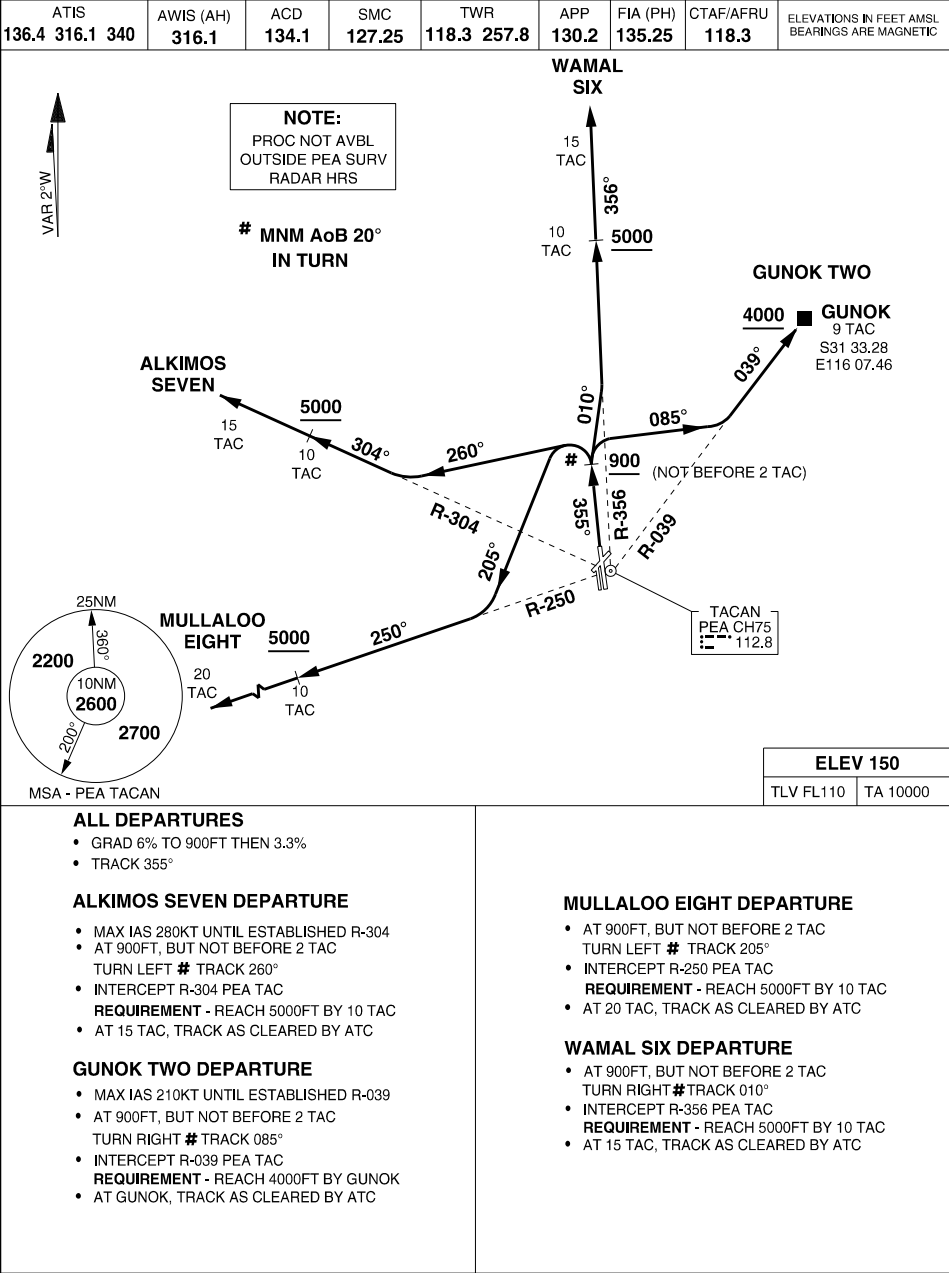 ATIS
136.4 316.1 340
AWIS (AH)
316.1
ACD
134.1
SMC
127.25
TWR
118.3 257.8
APP
130.2
FIA (PH)
135.25
CTAF/AFRU
118.3
ELEVATIONS IN FEET AMSL
BEARINGS ARE MAGNETIC
VAR 2°W
NOTE:
PROC NOT AVBL
OUTSIDE PEA SURV
RADAR HRS
# MNM AoB 20°
IN TURN
WAMAL
SIX
15
TAC
356°
10
TAC
5000
GUNOK TWO
4000
GUNOK
9 TAC
S31 33.28
E116 07.46
039°
ALKIMOS
SEVEN
15
TAC
5000
10
TAC
304°
260°
010°
085°
#
900
(NOT BEFORE 2 TAC)
R-304
355°
R-356
R-039
205°
R-250
TACAN
PEA CH75
112.8
MULLALOO
EIGHT
5000
250°
20
TAC
10
TAC
25NM
360°
2200
10NM
2600
2700
200°
MSA - PEA TACAN
ELEV 150
TLV FL110
TA 10000
ALL DEPARTURES
• GRAD 6% TO 900FT THEN 3.3%
• TRACK 355°
ALKIMOS SEVEN DEPARTURE
• MAX IAS 280KT UNTIL ESTABLISHED R-304
• AT 900FT, BUT NOT BEFORE 2 TAC
TURN LEFT # TRACK 260°
• INTERCEPT R-304 PEA TAC
REQUIREMENT - REACH 5000FT BY 10 TAC
• AT 15 TAC, TRACK AS CLEARED BY ATC
GUNOK TWO DEPARTURE
• MAX IAS 210KT UNTIL ESTABLISHED R-039
• AT 900FT, BUT NOT BEFORE 2 TAC
TURN RIGHT # TRACK 085°
• INTERCEPT R-039 PEA TAC
REQUIREMENT - REACH 4000FT BY GUNOK
• AT GUNOK, TRACK AS CLEARED BY ATC
MULLALOO EIGHT DEPARTURE
• AT 900FT, BUT NOT BEFORE 2 TAC
TURN LEFT # TRACK 205°
• INTERCEPT R-250 PEA TAC
REQUIREMENT - REACH 5000FT BY 10 TAC
• AT 20 TAC, TRACK AS CLEARED BY ATC
WAMAL SIX DEPARTURE
• AT 900FT, BUT NOT BEFORE 2 TAC
TURN RIGHT # TRACK 010°
• INTERCEPT R-356 PEA TAC
REQUIREMENT - REACH 5000FT BY 10 TAC
• AT 15 TAC, TRACK AS CLEARED BY ATC